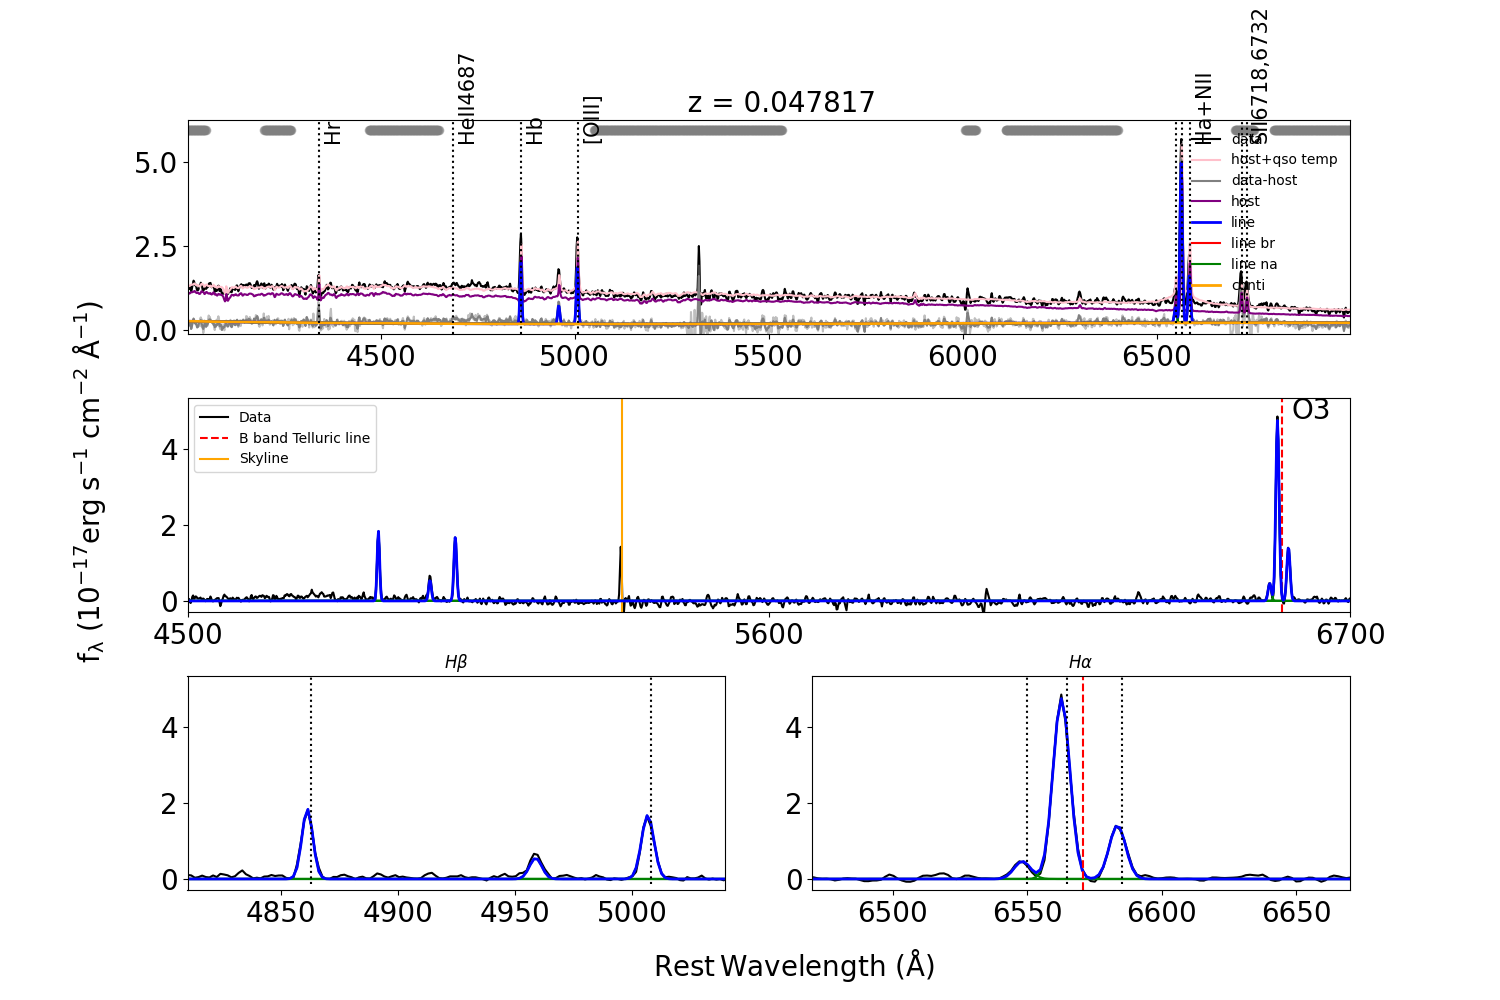 z = 0.047817
Hr
HeII4687
Hb
[OIII]
Ha+NII
SII6718,6732
data
host+qso temp
data-host
host
line
line br
line na
conti
5.0
2.5
0.0
4500 5000 5500 6000 6500
Data
B band Telluric line
Skyline
O3
4
2
0
4500 5600 6700
fλ (10−17erg s−1 cm−2 Å−1)
Hβ
4
2
0
4850 4900 4950 5000
Hα
4
2
0
6500 6550 6600 6650
Rest Wavelength (Å)